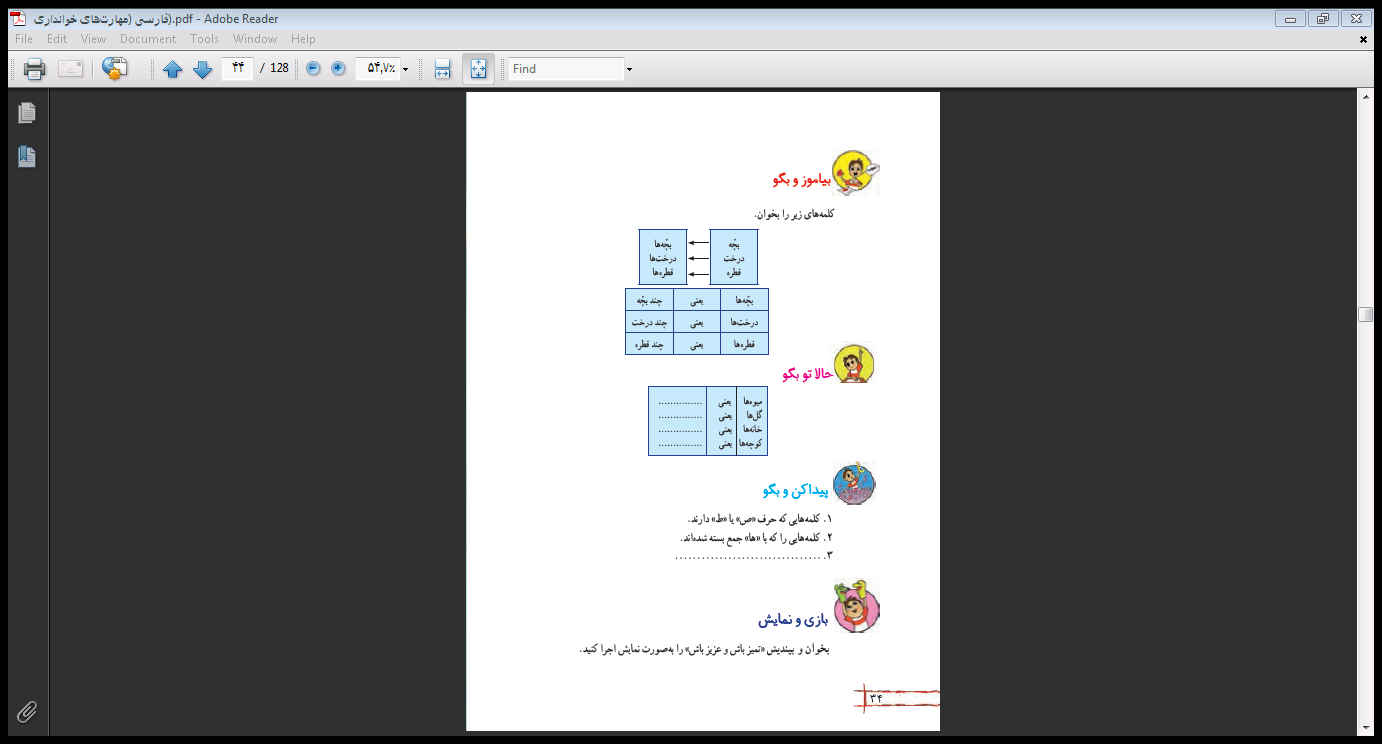 فارسی (مهارت‌های خوانداری).pdf - Adobe Reader
File Edit View Document Tools Window Help
۴۴ / 128 ۵۴,۷% Find
بیاموز و بگو
کلمه‌های زیر را بخوان.
بچّه بچّه‌ها
درخت درخت‌ها
قطره قطره‌ها
بچّه‌ها یعنی چند بچّه
درخت‌ها یعنی چند درخت
قطره‌ها یعنی چند قطره
حالا تو بگو
میوه‌ها یعنی ...............
گل‌ها یعنی ...............
خانه‌ها یعنی ...............
کوچه‌ها یعنی ...............
پیداکن و بگو
۱. کلمه‌هایی که حرف «ص» یا «ط» دارند.
۲. کلمه‌هایی را که با «ها» جمع بسته شده‌اند.
۳. ..................................
بازی و نمایش
بخوان و بیندیش «تمیز باش و عزیز باش» را به‌صورت نمایش اجرا کنید.
۳۴